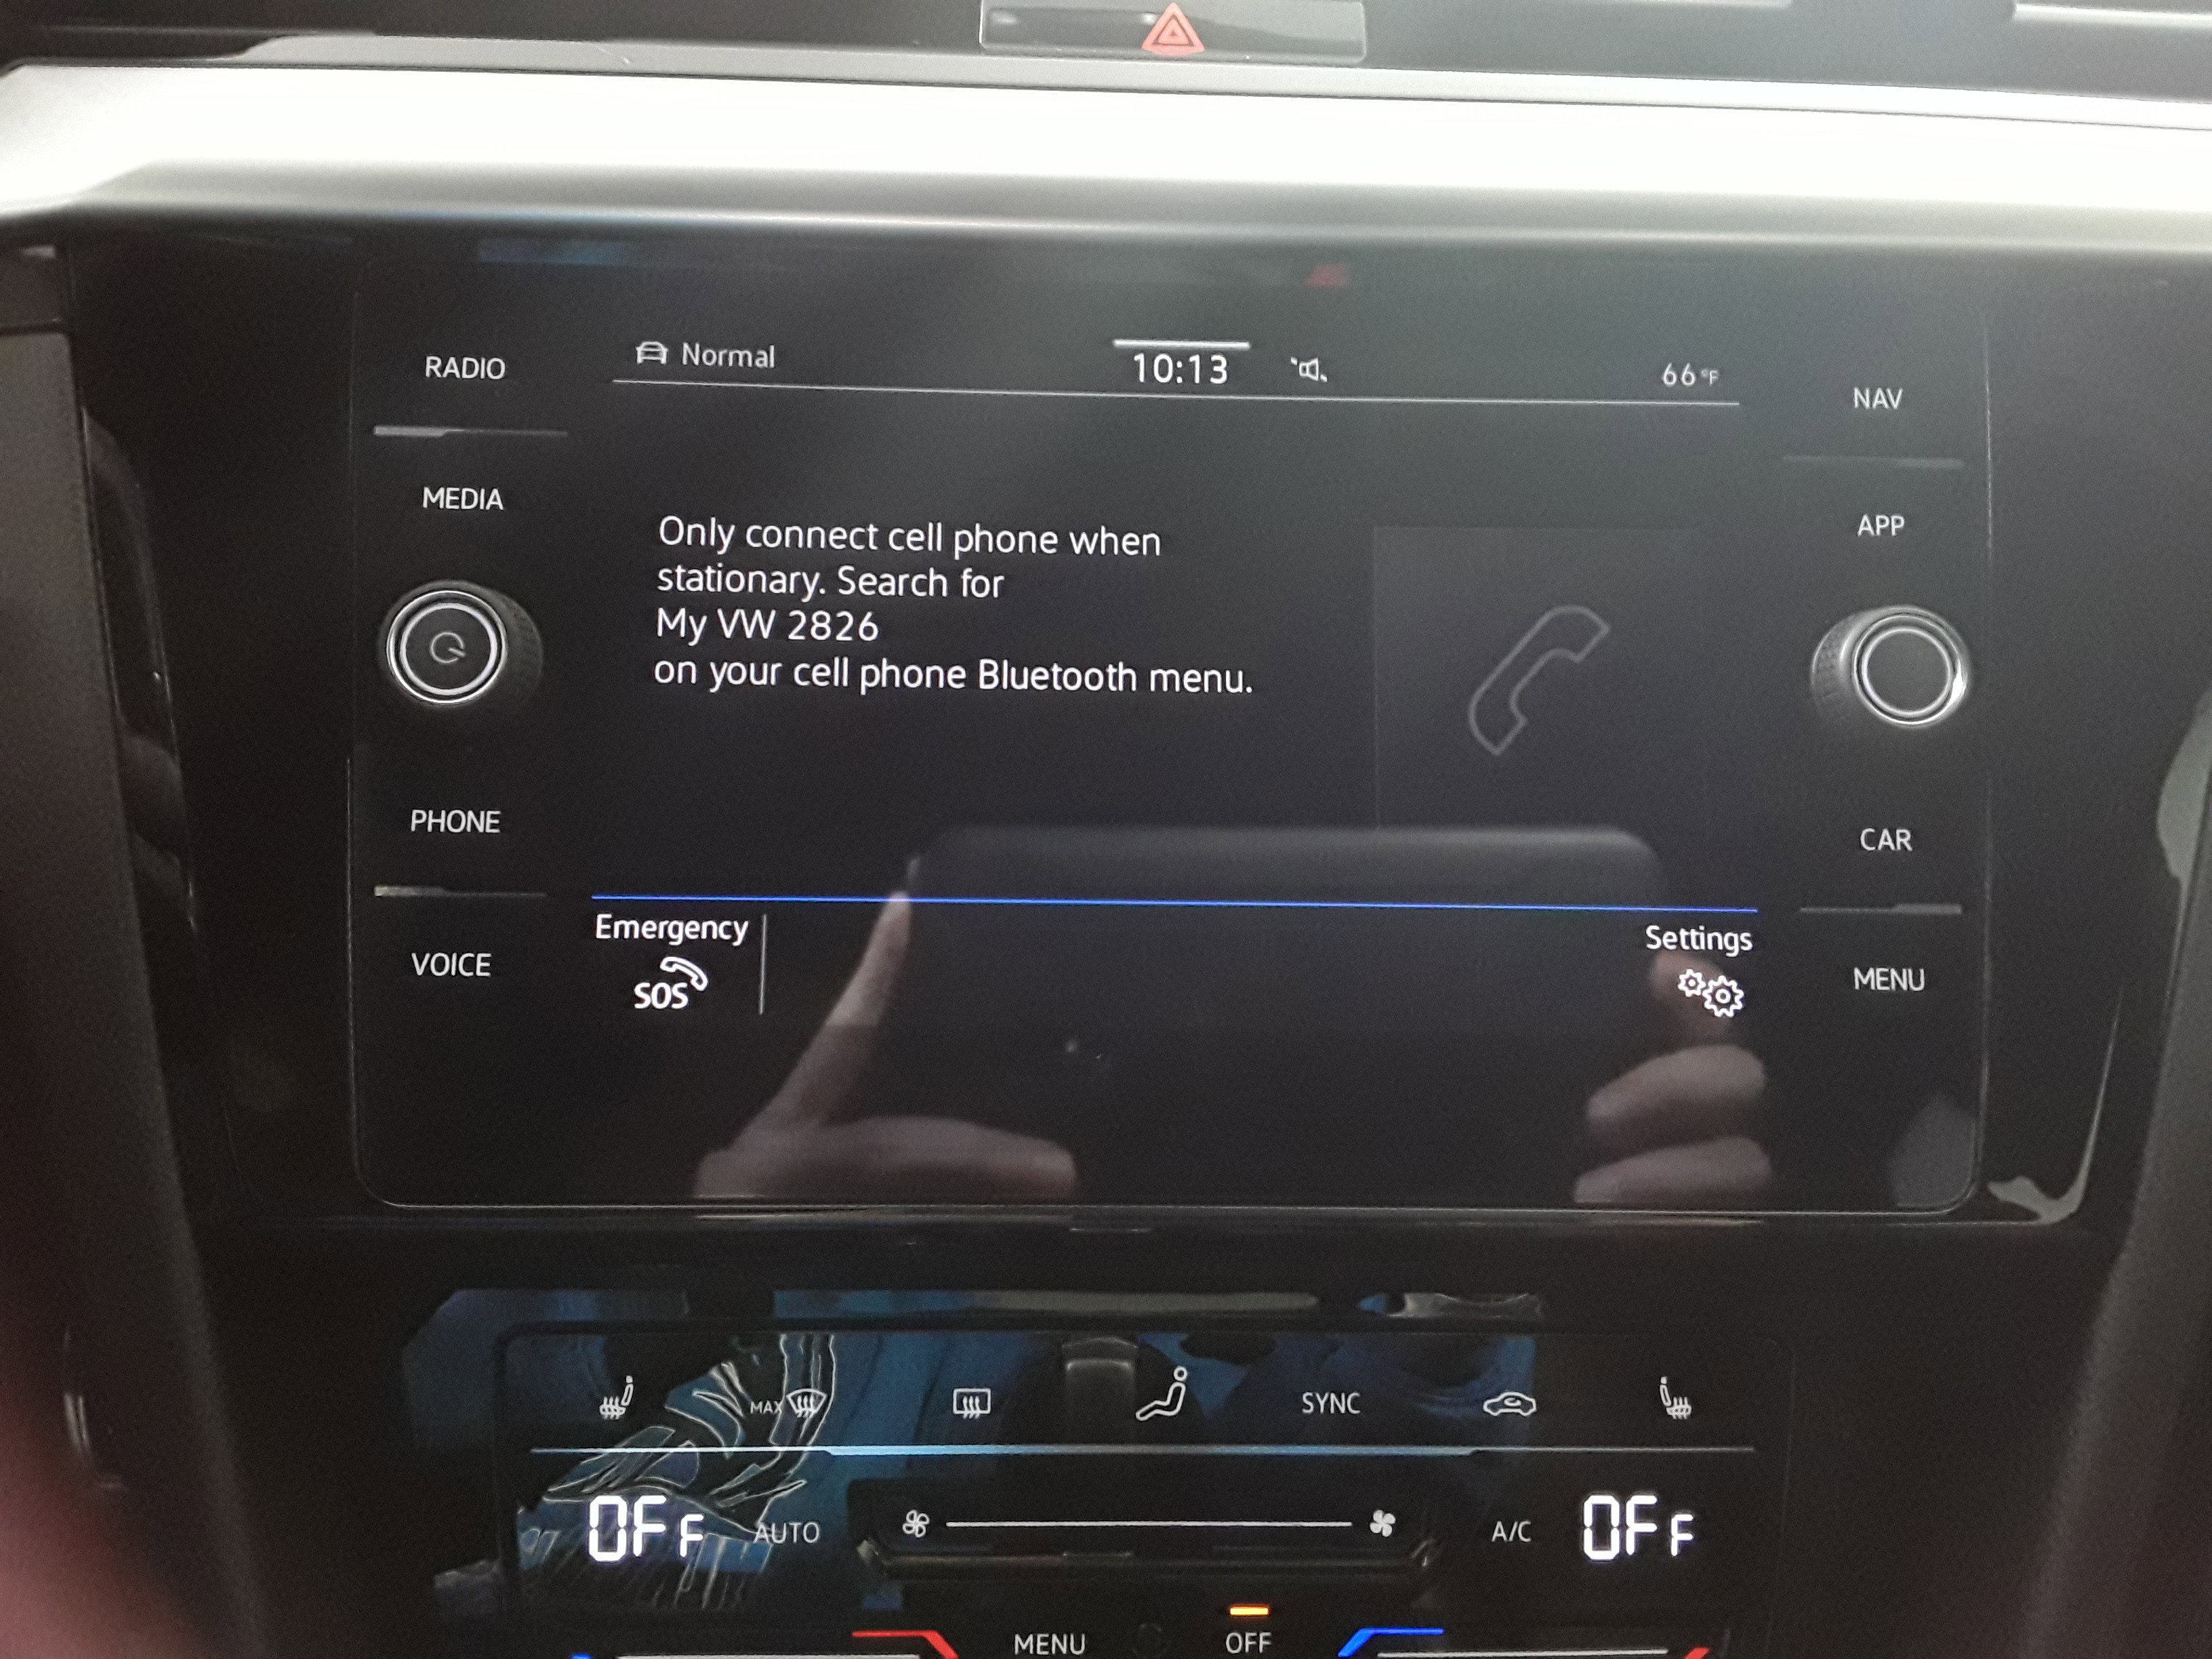 RADIO
Normal
10:13
66°F
NAV
MEDIA
APP
Only connect cell phone when
stationary. Search for
My VW 2826
on your cell phone Bluetooth menu.
PHONE
CAR
Emergency
SOS
Settings
VOICE
MENU
MAX
SYNC
OFF
AUTO
A/C
OFF
MENU
OFF